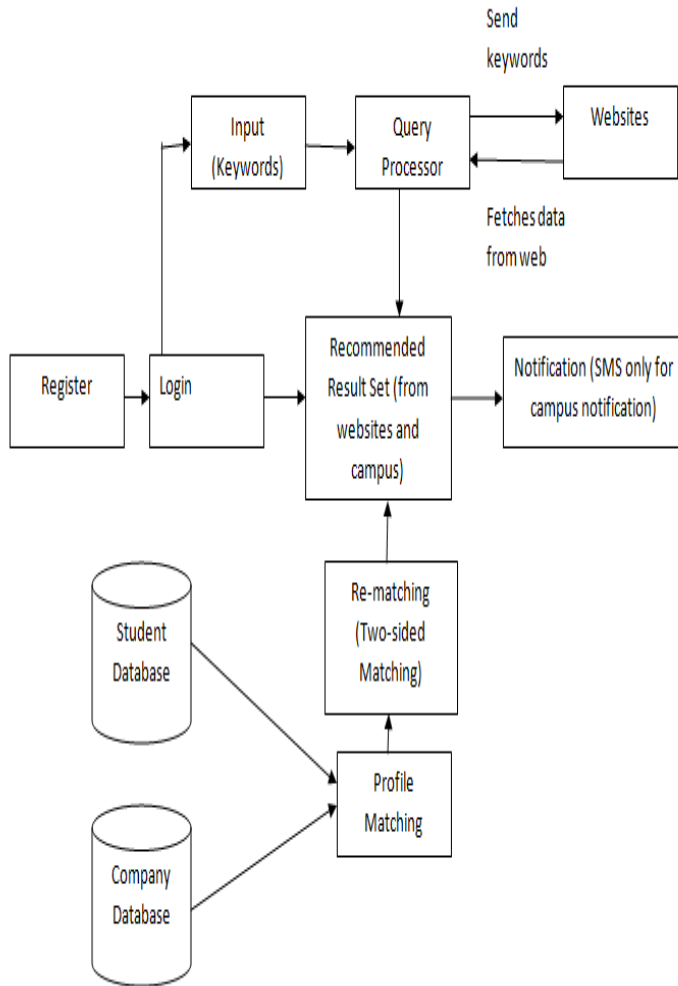 Send
keywords
Input
(Keywords)
Query
Processor
Websites
Fetches data
from web
Register
Login
Recommended
Result Set (from
websites and
campus)
Notification (SMS only for
campus notification)
Student
Database
Re-matching
(Two-sided
Matching)
Profile
Matching
Company
Database